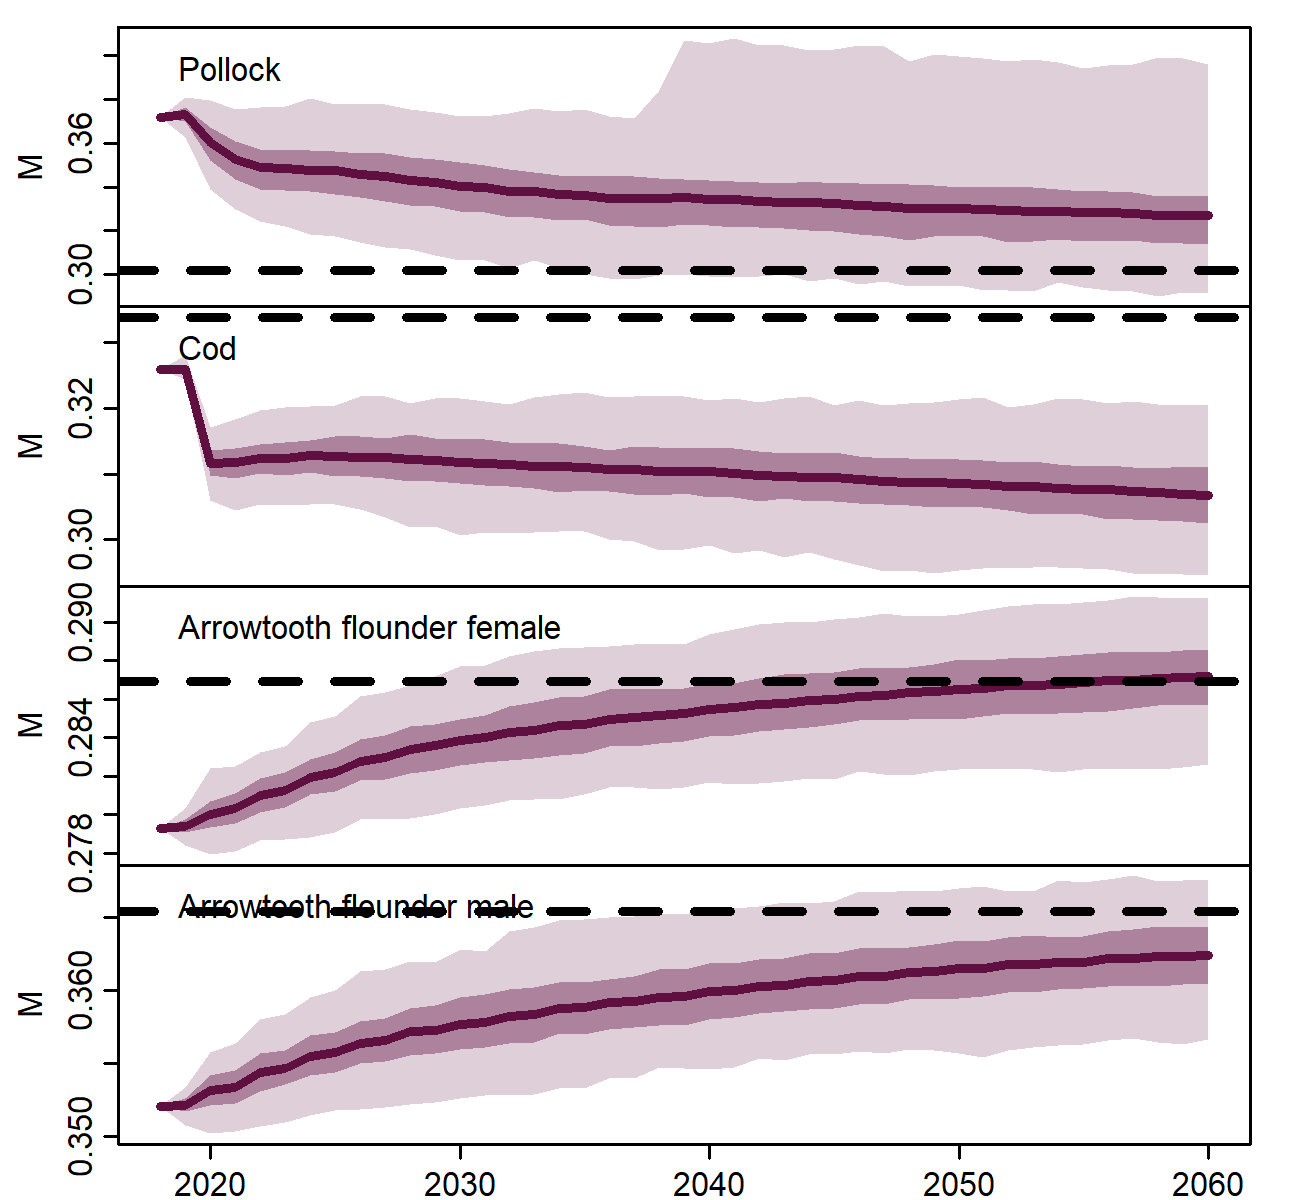 Pollock
M
0.36
0.30
Cod
M
0.32
0.30
Arrowtooth flounder female
M
0.290
0.284
0.278
Arrowtooth flounder male
M
0.360
0.350
2020 2030 2040 2050 2060